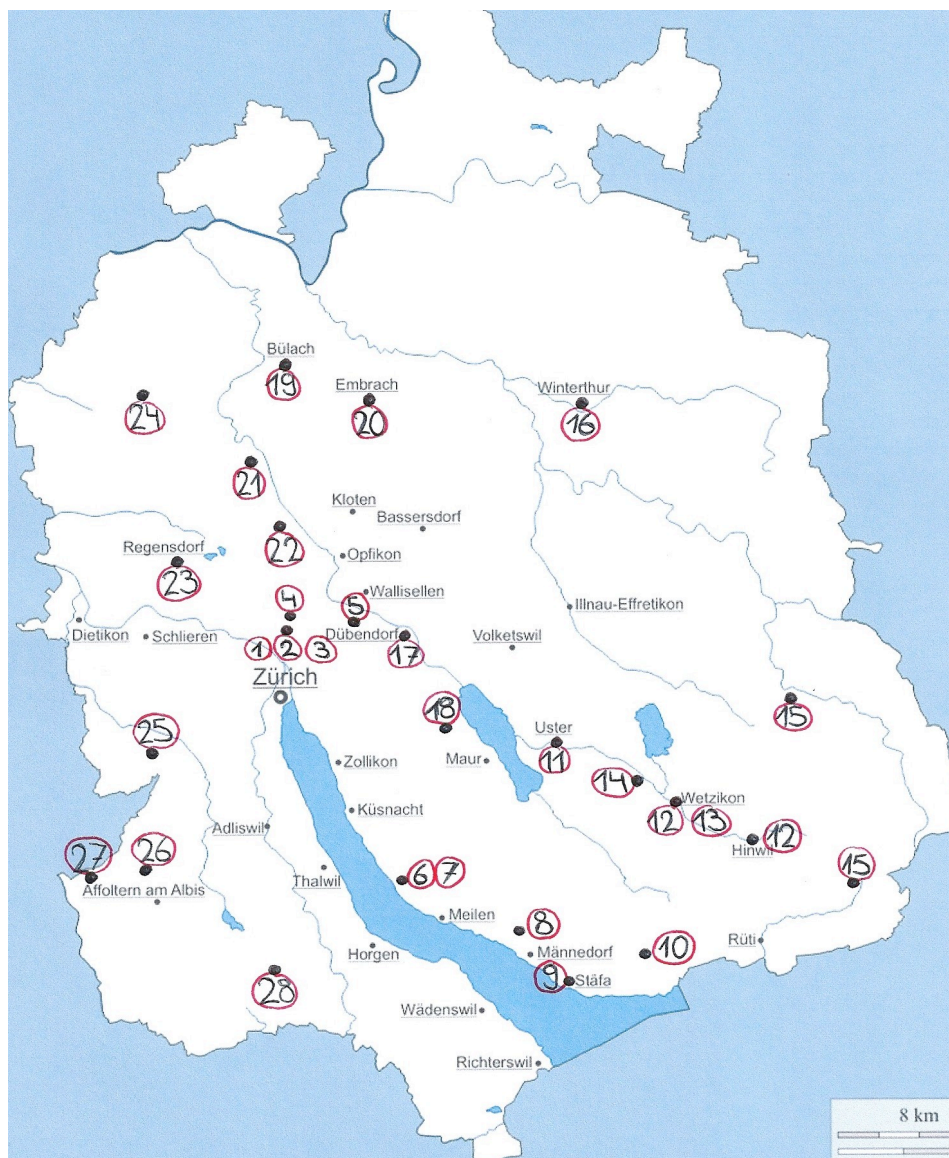 Bülach
19
Embrach
20
Winterthur
16
24
21
Kloten
Bassersdorf
22
Opfikon
Regensdorf
23
Wallisellen
4
5
Illnau-Effretikon
Dietikon
Schlieren
Dübendorf
1 2 3
17
Volketswil
Zürich
18
15
25
Uster
11
Maur
Zollikon
14
Wetzikon
12 13
Küsnacht
Adliswil
Hinwil
12
27
26
Thalwil
6 7
15
Affoltern am Albis
Meilen
8
Männedorf
10
Rüti
Horgen
28
9
Stäfa
Wädenswil
Richterswil
8 km